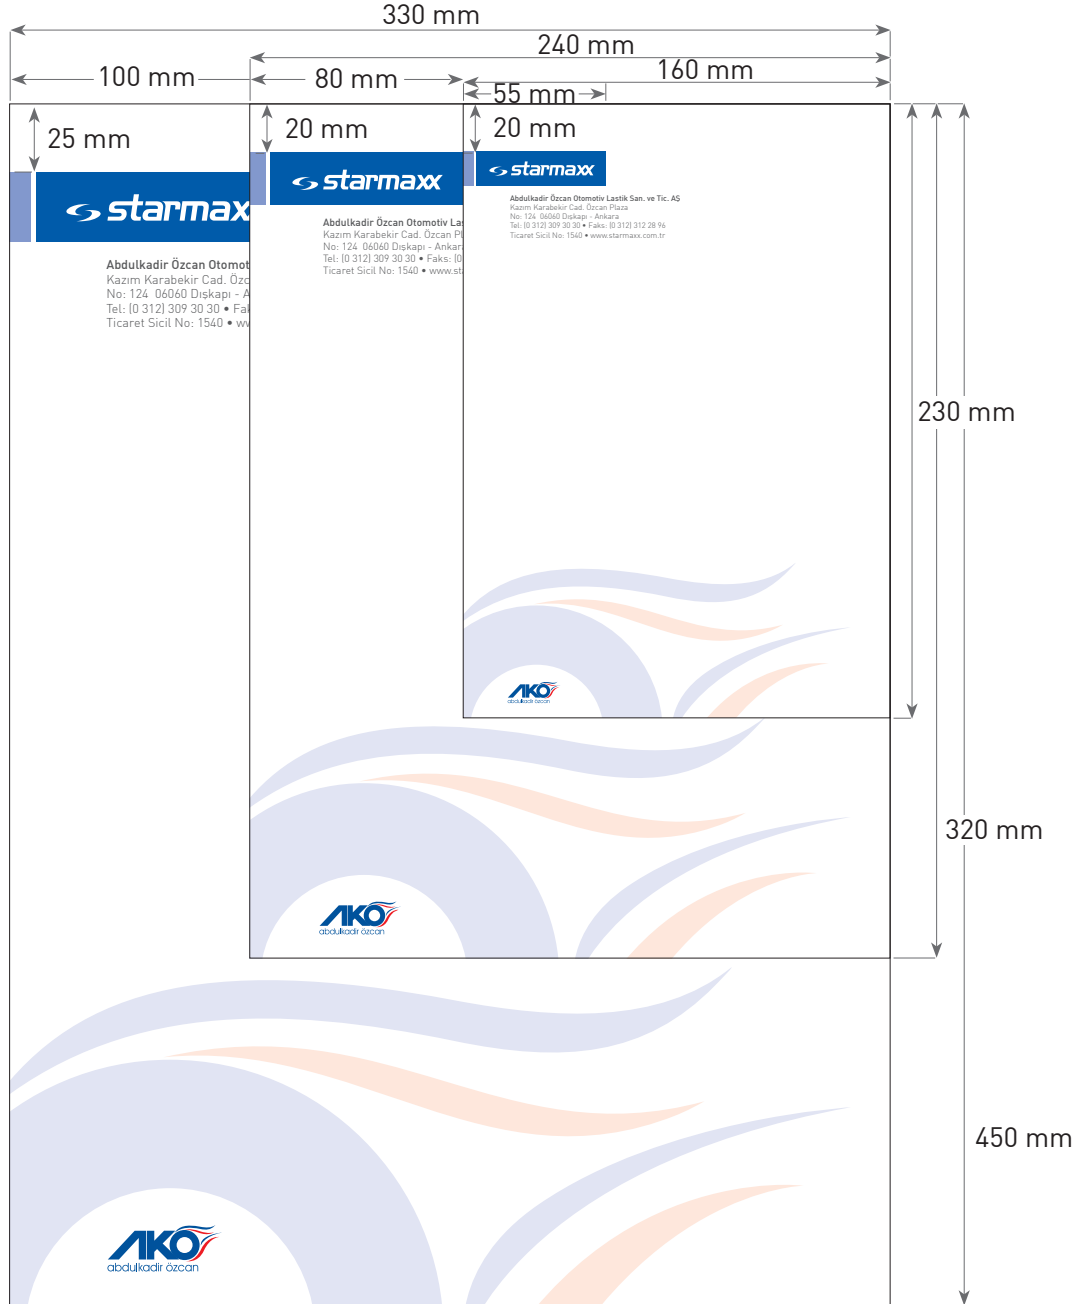 330 mm
240 mm
100 mm
80 mm
160 mm
55 mm
25 mm
20 mm
20 mm
starmax
starmaxx
starmaxx
Abdulkadir Özcan Otomot
Kazım Karabekir Cad. Özc
No: 124 06060 Dışkapı - A
Tel: (0 312) 309 30 30 • Fak
Ticaret Sicil No: 1540 • ww
Abdulkadir Özcan Otomotiv Las
Kazım Karabekir Cad. Özcan Pl
No: 124 06060 Dışkapı - Ankara
Tel: (0 312) 309 30 30 • Faks: (0
Ticaret Sicil No: 1540 • www.sta
Abdulkadir Özcan Otomotiv Lastik San. ve Tic. AŞ
Kazım Karabekir Cad. Özcan Plaza
No: 124 06060 Dışkapı - Ankara
Tel: (0 312) 309 30 30 • Faks: (0 312) 312 28 96
Ticaret Sicil No: 1540 • www.starmaxx.com.tr
230 mm
AKO
abdulkadir özcan
320 mm
AKO
abdulkadir özcan
450 mm
AKO
abdulkadir özcan